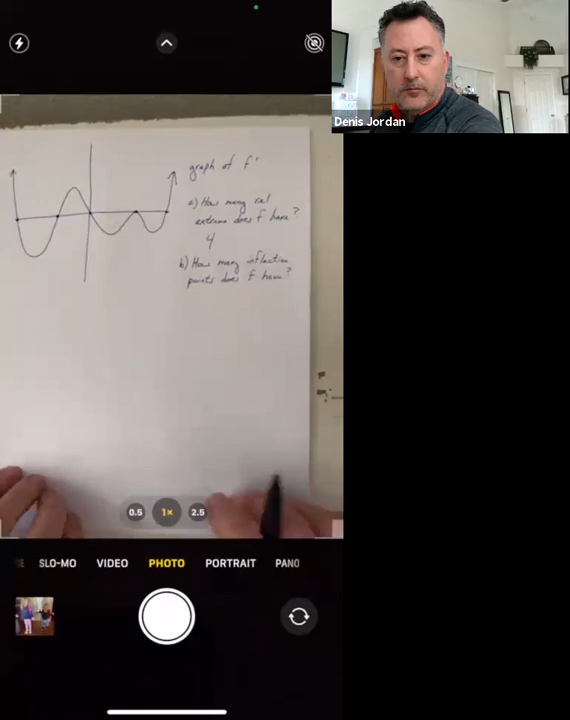 Denis Jordan
graph of f'
a) How many rel
extrema does f have?
4
b) How many inflection
points does f have?
0.5 1× 2.5
SLO-MO VIDEO PHOTO PORTRAIT PANO